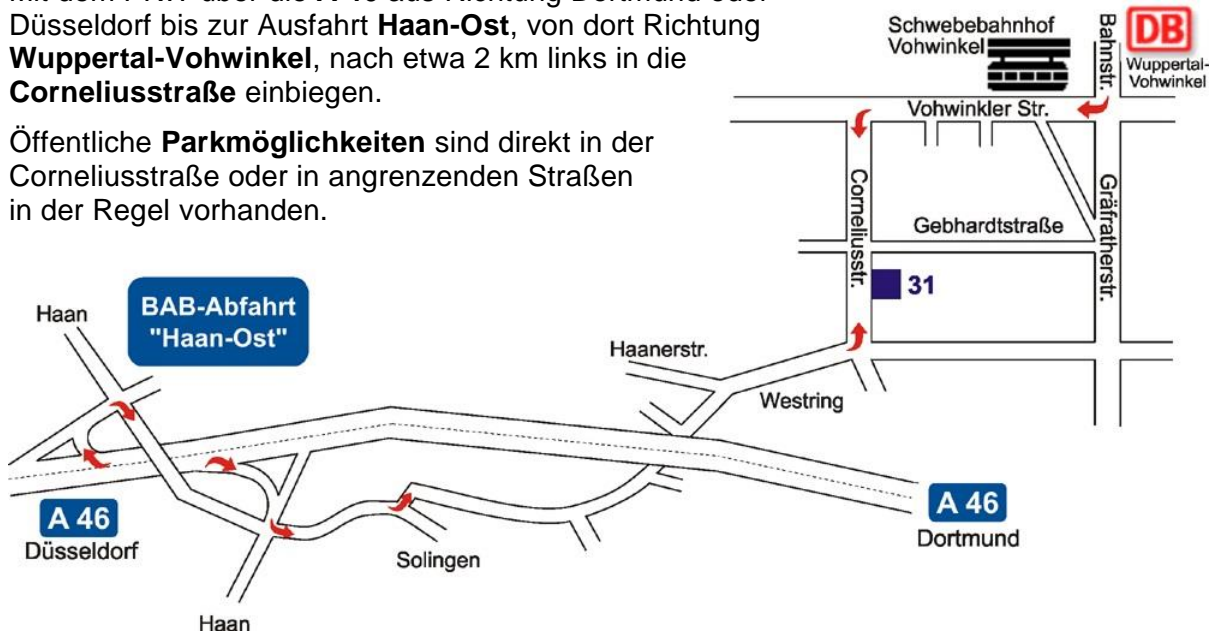 Düsseldorf bis zur Ausfahrt Haan-Ost, von dort Richtung
Wuppertal-Vohwinkel, nach etwa 2 km links in die
Corneliusstraße einbiegen.
Öffentliche Parkmöglichkeiten sind direkt in der
Corneliusstraße oder in angrenzenden Straßen
in der Regel vorhanden.
Schwebebahnhof
Vohwinkel
Bahnstr.
DB
Wuppertal-
Vohwinkel
Vohwinkler Str.
Corneliusstr.
Gräfratherstr.
Gebhardtstraße
31
Haan
BAB-Abfahrt
"Haan-Ost"
Haanerstr.
Westring
A 46
Düsseldorf
Solingen
A 46
Dortmund
Haan